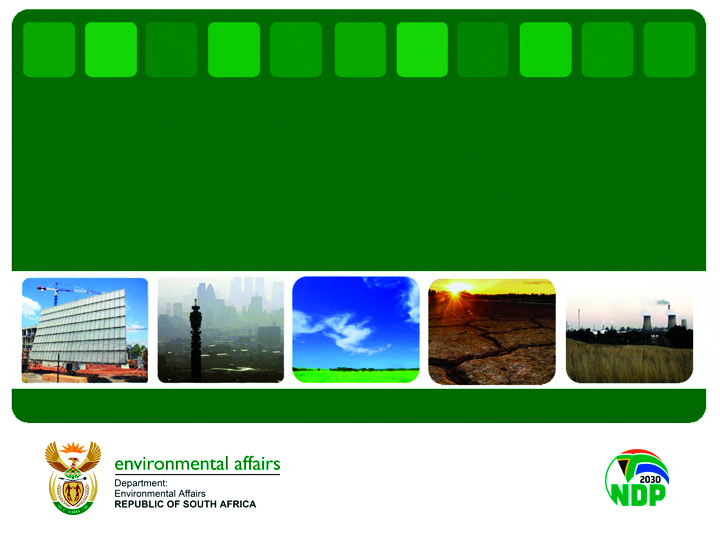 environmental affairs
Department:
Environmental Affairs
REPUBLIC OF SOUTH AFRICA
2030
NDP